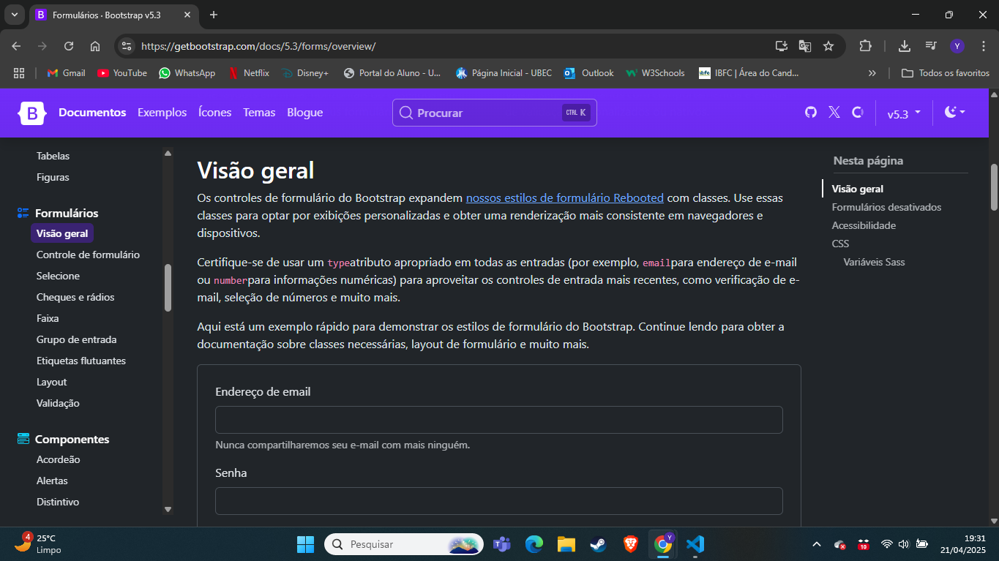 Formulários · Bootstrap v5.3
https://getbootstrap.com/docs/5.3/forms/overview/
Y
Gmail
YouTube
WhatsApp
Netflix
Disney+
Portal do Aluno - U...
Página Inicial - UBEC
Outlook
W3Schools
IBFC | Área do Cand...
Todos os favoritos
B
Documentos
Exemplos
Ícones
Temas
Blogue
Procurar
CTRL K
v5.3
Tabelas
Figuras
Formulários
Visão geral
Controle de formulário
Selecione
Cheques e rádios
Faixa
Grupo de entrada
Etiquetas flutuantes
Layout
Validação
Componentes
Acordeão
Alertas
Distintivo
Visão geral
Os controles de formulário do Bootstrap expandem nossos estilos de formulário Rebooted com classes. Use essas
classes para optar por exibições personalizadas e obter uma renderização mais consistente em navegadores e
dispositivos.
Certifique-se de usar um typeatributo apropriado em todas as entradas (por exemplo, emailpara endereço de e-mail
ou numberpara informações numéricas) para aproveitar os controles de entrada mais recentes, como verificação de e-
mail, seleção de números e muito mais.
Aqui está um exemplo rápido para demonstrar os estilos de formulário do Bootstrap. Continue lendo para obter a
documentação sobre classes necessárias, layout de formulário e muito mais.
Endereço de email
Nunca compartilharemos seu e-mail com mais ninguém.
Senha
Nesta página
Visão geral
Formulários desativados
Acessibilidade
CSS
Variáveis Sass
4
25°C
Limpo
Pesquisar
Y
10
19:31
21/04/2025